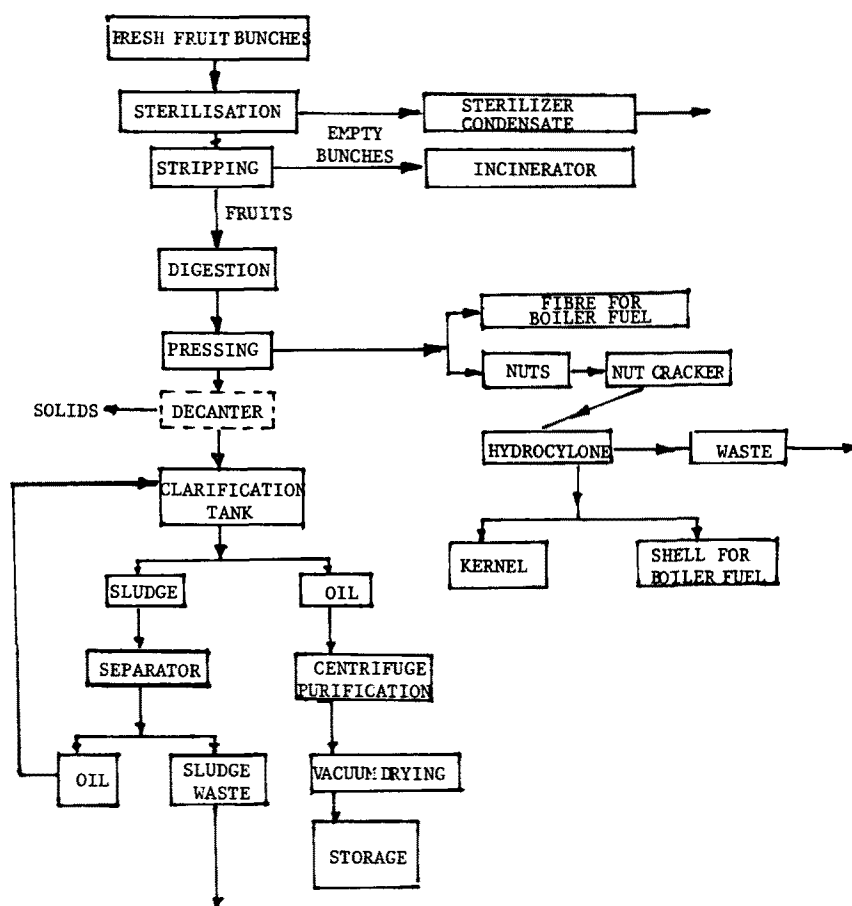 FRESH FRUIT BUNCHES
STERILISATION
STERILIZER
CONDENSATE
EMPTY
BUNCHES
STRIPPING
INCINERATOR
FRUITS
DIGESTION
FIBRE FOR
BOILER FUEL
PRESSING
NUTS
NUT CRACKER
SOLIDS
DECANTER
HYDROCYLONE
WASTE
CLARIFICATION
TANK
KERNEL
SHELL FOR
BOILER FUEL
SLUDGE
OIL
SEPARATOR
CENTRIFUGE
PURIFICATION
OIL
SLUDGE
WASTE
VACUUM DRYING
STORAGE